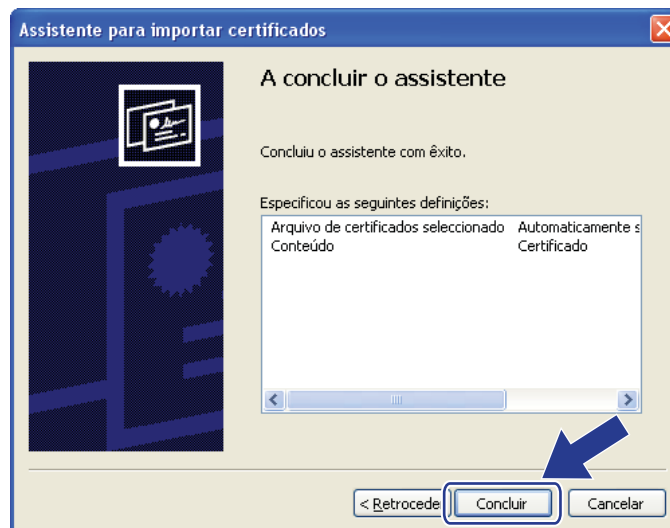 Assistente para importar certificados
A concluir o assistente
Concluiu o assistente com êxito.
Especificou as seguintes definições:
Arquivo de certificados seleccionado Automaticamente s
Conteúdo Certificado
< Retrocede Concluir Cancelar